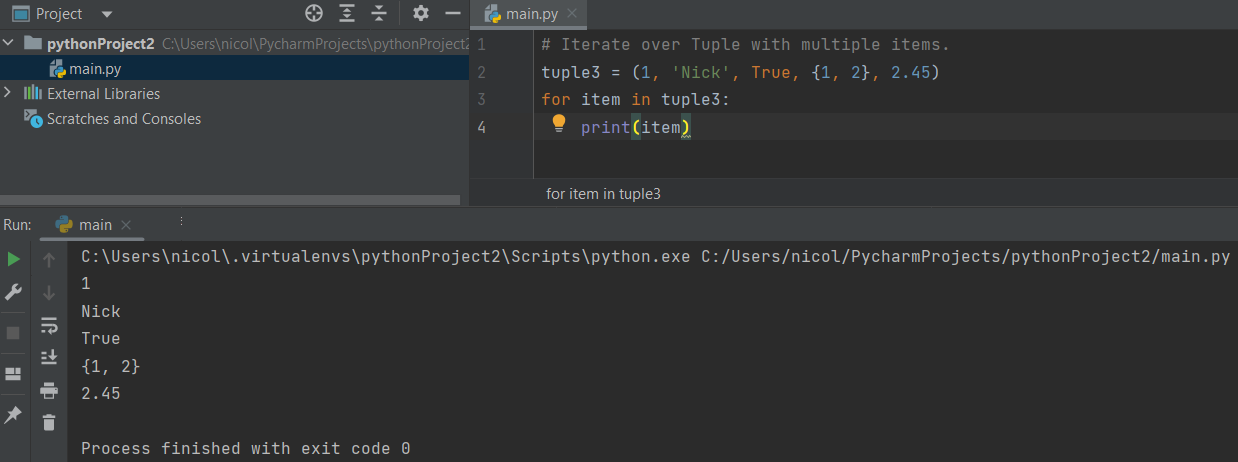 Project
main.py
pythonProject2 C:\Users\nicol\PycharmProjects\pythonProject2
main.py
External Libraries
Scratches and Consoles
1 # Iterate over Tuple with multiple items.
2 tuple3 = (1, 'Nick', True, {1, 2}, 2.45)
3 for item in tuple3:
4 print(item)
for item in tuple3
Run: main
C:\Users\nicol\.virtualenvs\pythonProject2\Scripts\python.exe C:/Users/nicol/PycharmProjects/pythonProject2/main.py
1
Nick
True
{1, 2}
2.45
Process finished with exit code 0